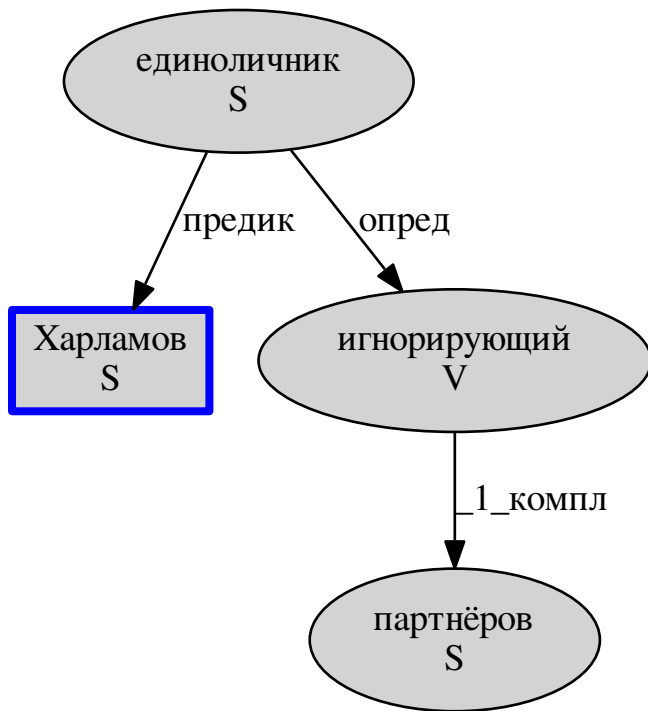 единоличник
S
предик
опред
Харламов
S
игнорирующий
V
_1_компл
партнёров
S